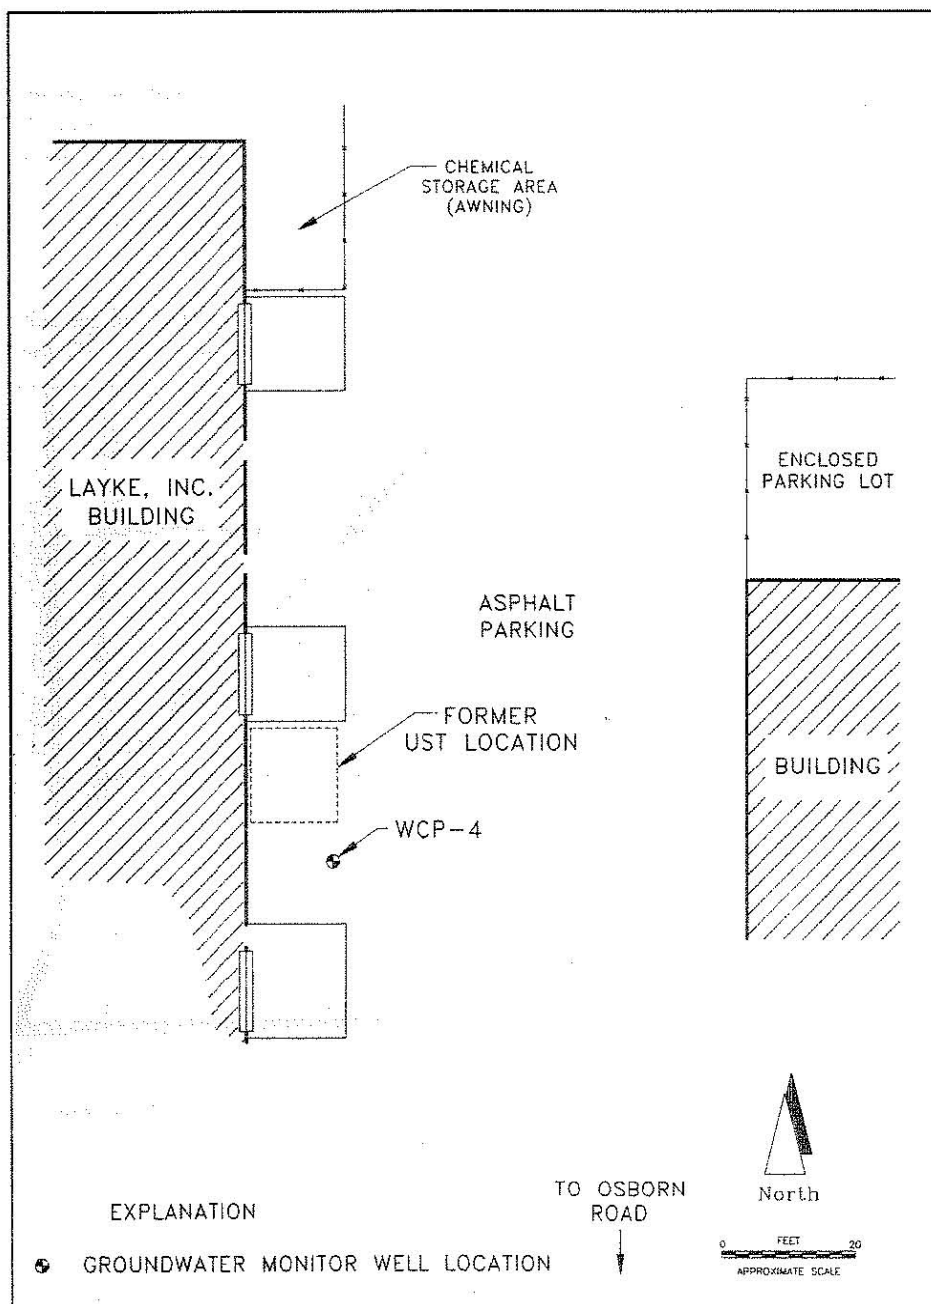 CHEMICAL
STORAGE AREA
(AWNING)
LAYKE, INC.
BUILDING
ENCLOSED
PARKING LOT
ASPHALT
PARKING
FORMER
UST LOCATION
BUILDING
WCP-4
North
EXPLANATION
TO OSBORN
ROAD
GROUNDWATER MONITOR WELL LOCATION
0 FEET 20
APPROXIMATE SCALE